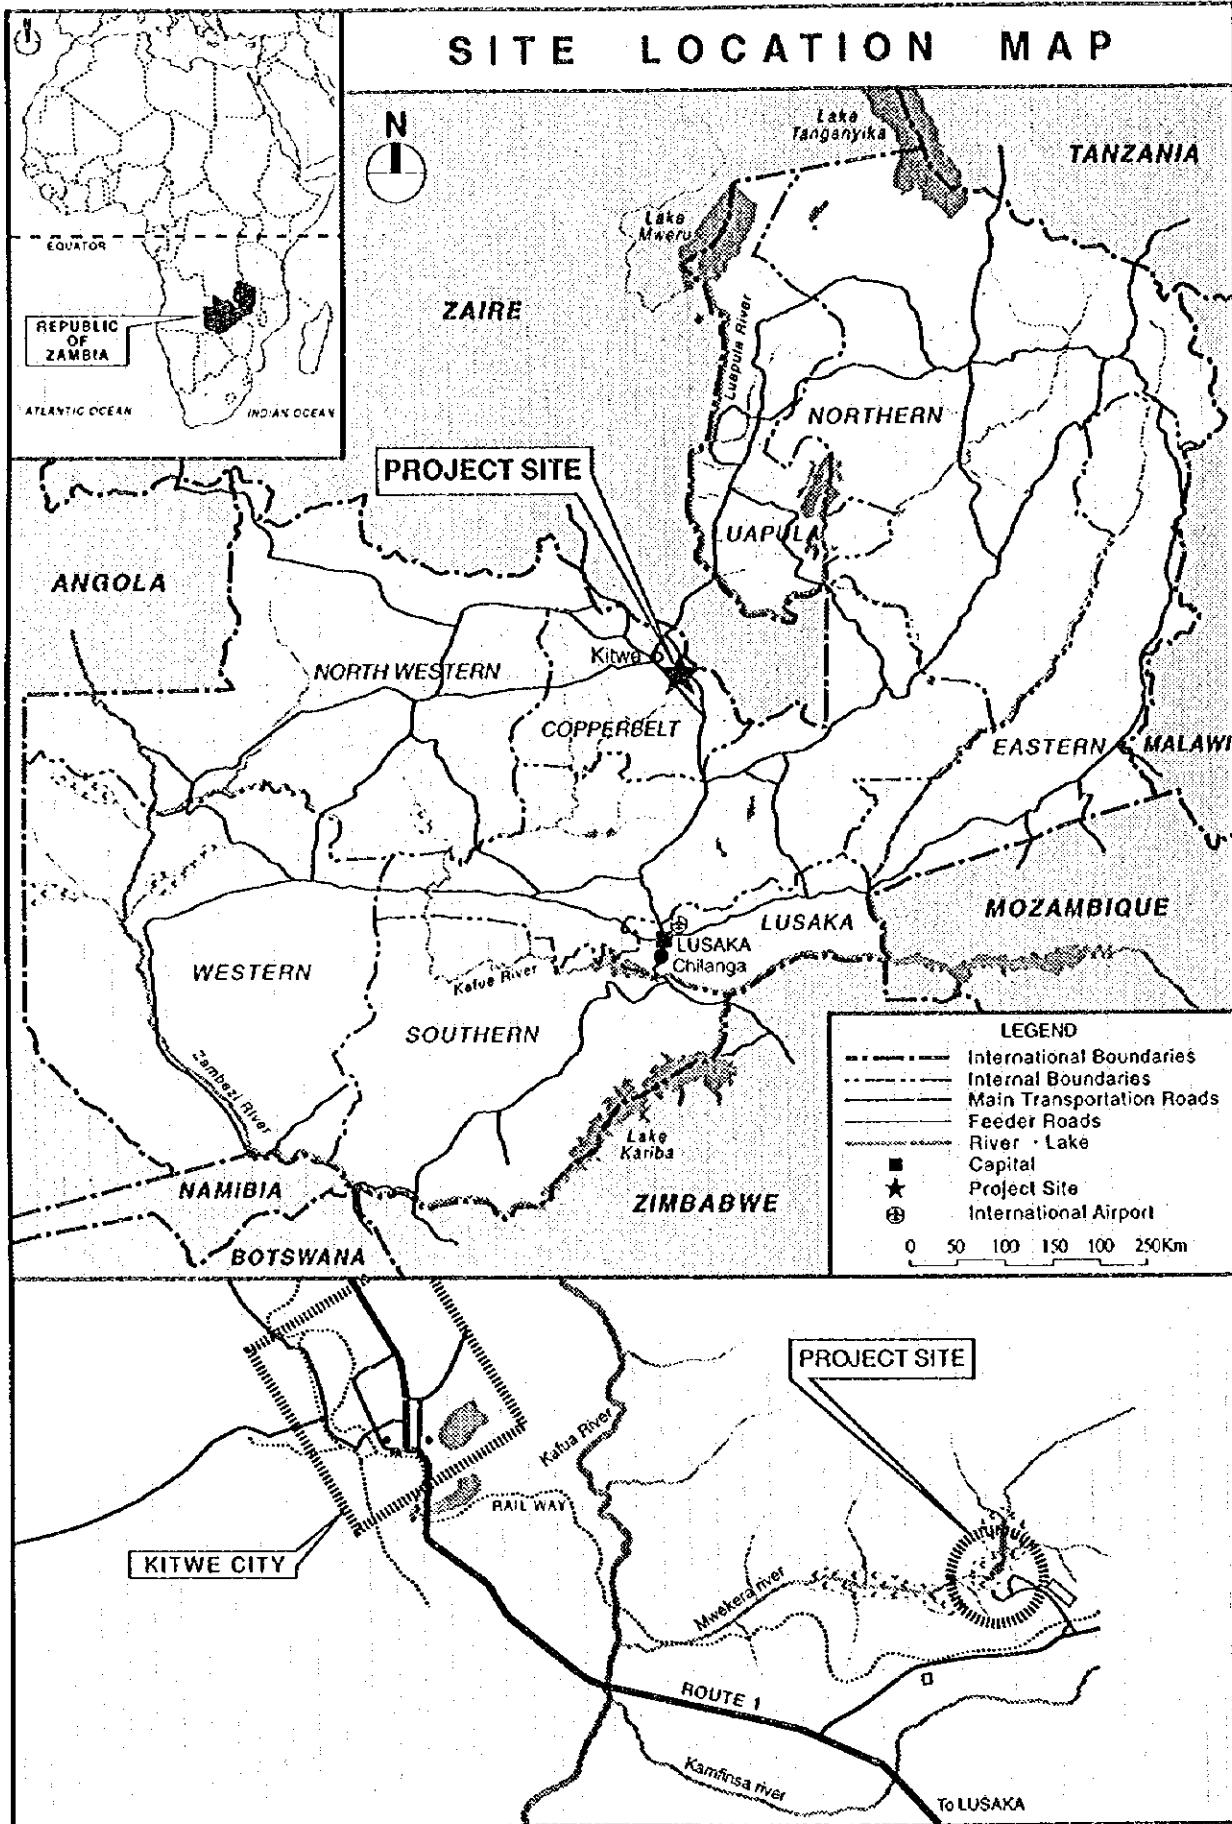 SITE LOCATION MAP
N
EQUATOR
REPUBLIC
OF
ZAMBIA
ATLANTIC OCEAN
INDIAN OCEAN
N
Lake
Tanganyika
TANZANIA
Lake
Mweru
ZAIRE
Luapula River
NORTHERN
PROJECT SITE
LUAPULA
ANGOLA
Kitwe
NORTH WESTERN
COPPERBELT
EASTERN
MALAWI
MOZAMBIQUE
LUSAKA
LUSAKA
Chilanga
WESTERN
Kafue River
SOUTHERN
Zambezi River
Lake
Kariba
NAMIBIA
ZIMBABWE
BOTSWANA
LEGEND
International Boundaries
Internal Boundaries
Main Transportation Roads
Feeder Roads
River · Lake
Capital
Project Site
International Airport
0 50 100 150 100 250Km
PROJECT SITE
Kafua River
RAIL WAY
KITWE CITY
Mwekera river
ROUTE 1
Kamfinsa river
To LUSAKA